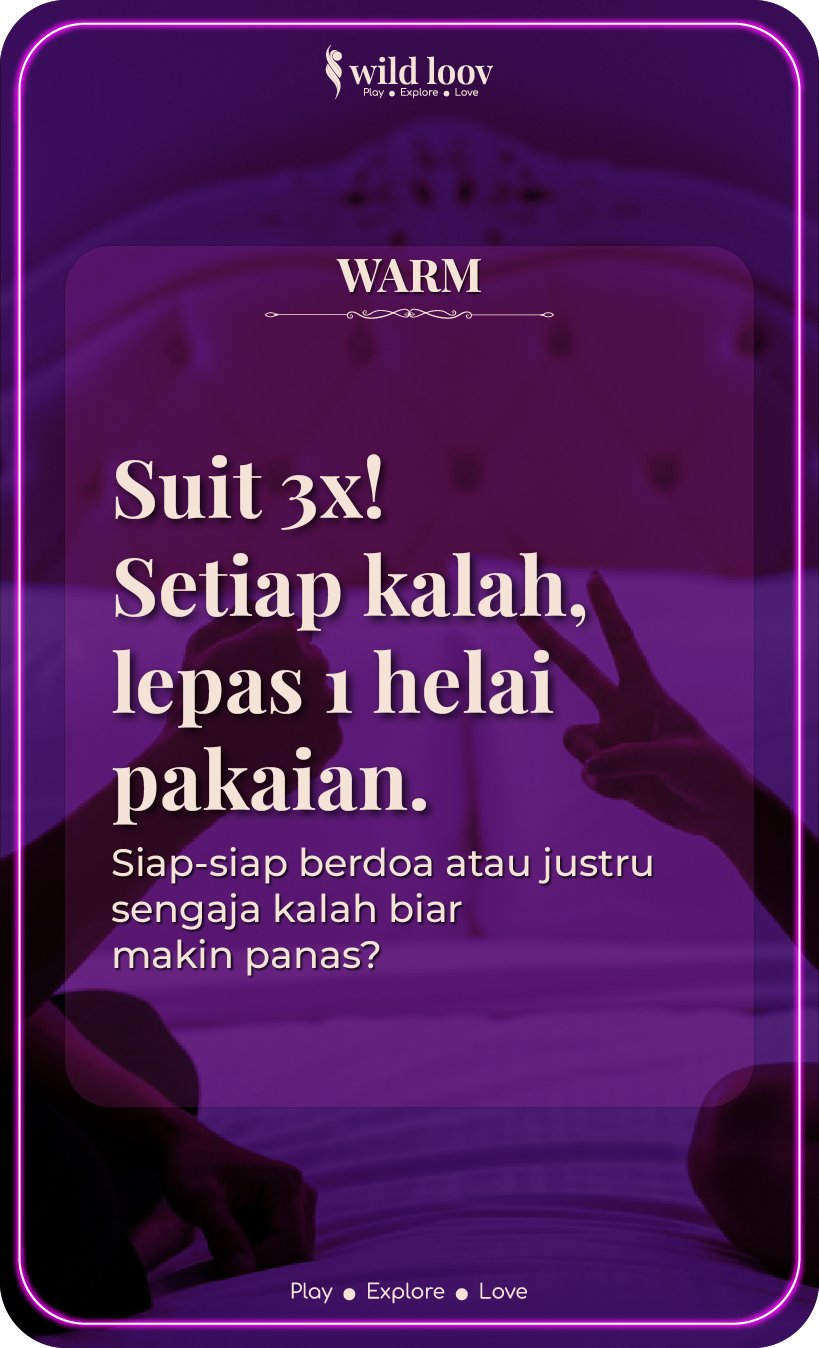 wild loov
Play ● Explore ● Love
WARM
Suit 3x!
Setiap kalah,
lepas 1 helai
pakaian.
Siap-siap berdoa atau justru
sengaja kalah biar
makin panas?
Play ● Explore ● Love